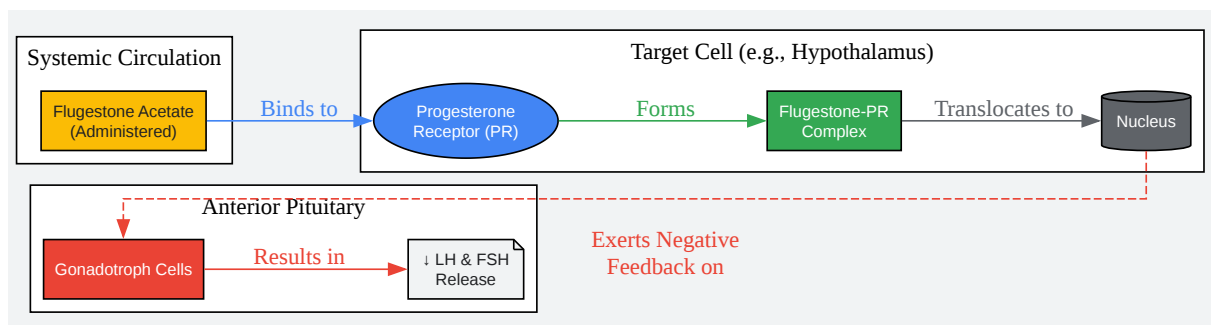 Systemic Circulation
Flugestone Acetate
(Administered)
Binds to
Target Cell (e.g., Hypothalamus)
Progesterone
Receptor (PR)
Forms
Flugestone-PR
Complex
Translocates to
Nucleus
Anterior Pituitary
Gonadotroph Cells
Results in
↓ LH & FSH
Release
Exerts Negative
Feedback on